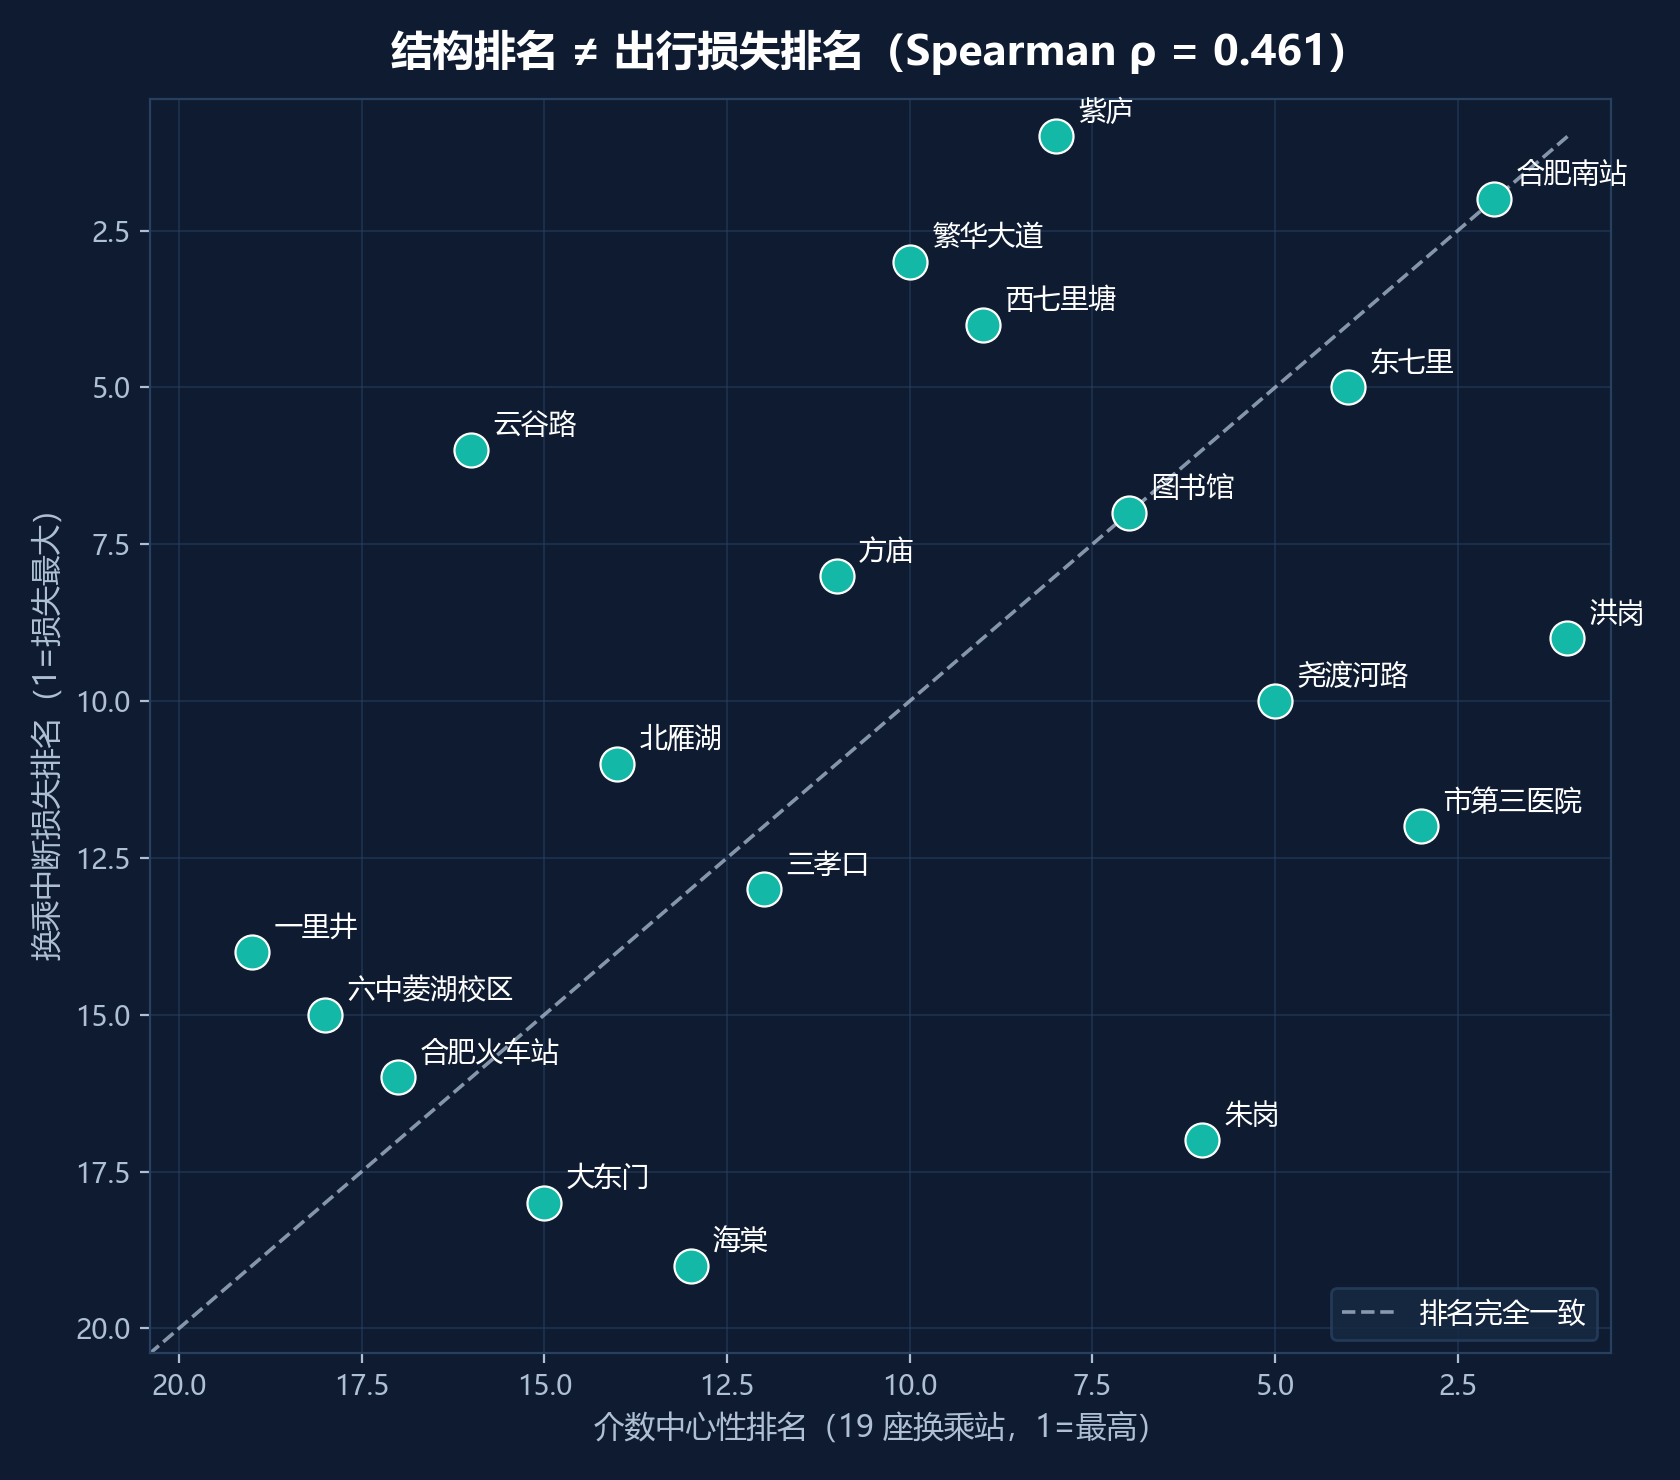 结构排名 ≠ 出行损失排名（Spearman ρ = 0.461）
紫庐
合肥南站
繁华大道
西七里塘
东七里
云谷路
图书馆
方庙
洪岗
尧渡河路
北雁湖
市第三医院
三孝口
一里井
六中菱湖校区
合肥火车站
朱岗
大东门
海棠
排名完全一致
换乘中断损失排名（1=损失最大）
2.5
5.0
7.5
10.0
12.5
15.0
17.5
20.0
20.0 17.5 15.0 12.5 10.0 7.5 5.0 2.5
介数中心性排名（19 座换乘站，1=最高）